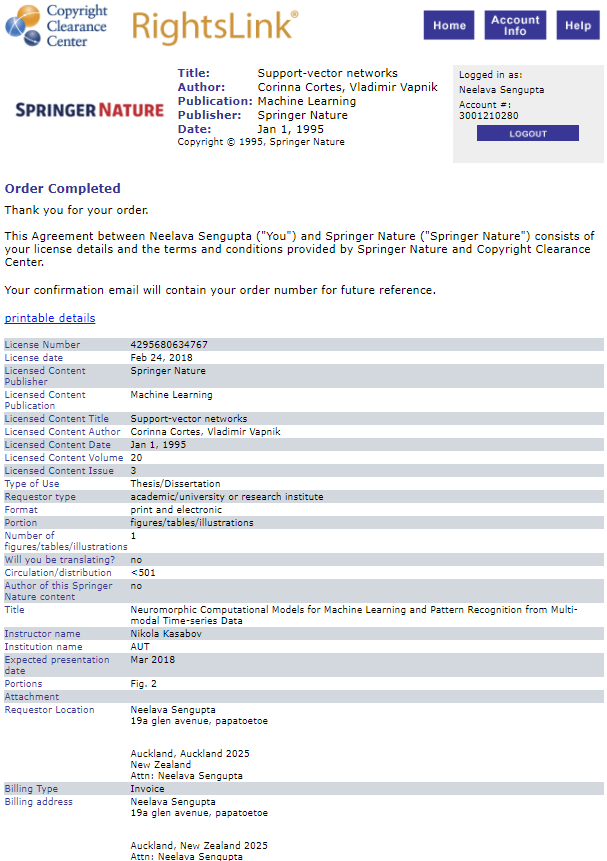 Copyright
Clearance
Center
RightsLink®
Home
Account
Info
Help
SPRINGER NATURE
Title: Support-vector networks
Author: Corinna Cortes, Vladimir Vapnik
Publication: Machine Learning
Publisher: Springer Nature
Date: Jan 1, 1995
Copyright © 1995, Springer Nature
Logged in as:
Neelava Sengupta
Account #:
3001210280
LOGOUT
Order Completed
Thank you for your order.
This Agreement between Neelava Sengupta ("You") and Springer Nature ("Springer Nature") consists of
your license details and the terms and conditions provided by Springer Nature and Copyright Clearance
Center.
Your confirmation email will contain your order number for future reference.
printable details
License Number 4295680634767
License date Feb 24, 2018
Licensed Content Springer Nature
Publisher
Licensed Content Machine Learning
Publication
Licensed Content Title Support-vector networks
Licensed Content Author Corinna Cortes, Vladimir Vapnik
Licensed Content Date Jan 1, 1995
Licensed Content Volume 20
Licensed Content Issue 3
Type of Use Thesis/Dissertation
Requestor type academic/university or research institute
Format print and electronic
Portion figures/tables/illustrations
Number of 1
figures/tables/illustrations
Will you be translating? no
Circulation/distribution <501
Author of this Springer no
Nature content
Title Neuromorphic Computational Models for Machine Learning and Pattern Recognition from Multi-
modal Time-series Data
Instructor name Nikola Kasabov
Institution name AUT
Expected presentation Mar 2018
date
Portions Fig. 2
Attachment
Requestor Location Neelava Sengupta
19a glen avenue, papatoetoe
Auckland, Auckland 2025
New Zealand
Attn: Neelava Sengupta
Billing Type Invoice
Billing address Neelava Sengupta
19a glen avenue, papatoetoe
Auckland, New Zealand 2025
Attn: Neelava Sengupta